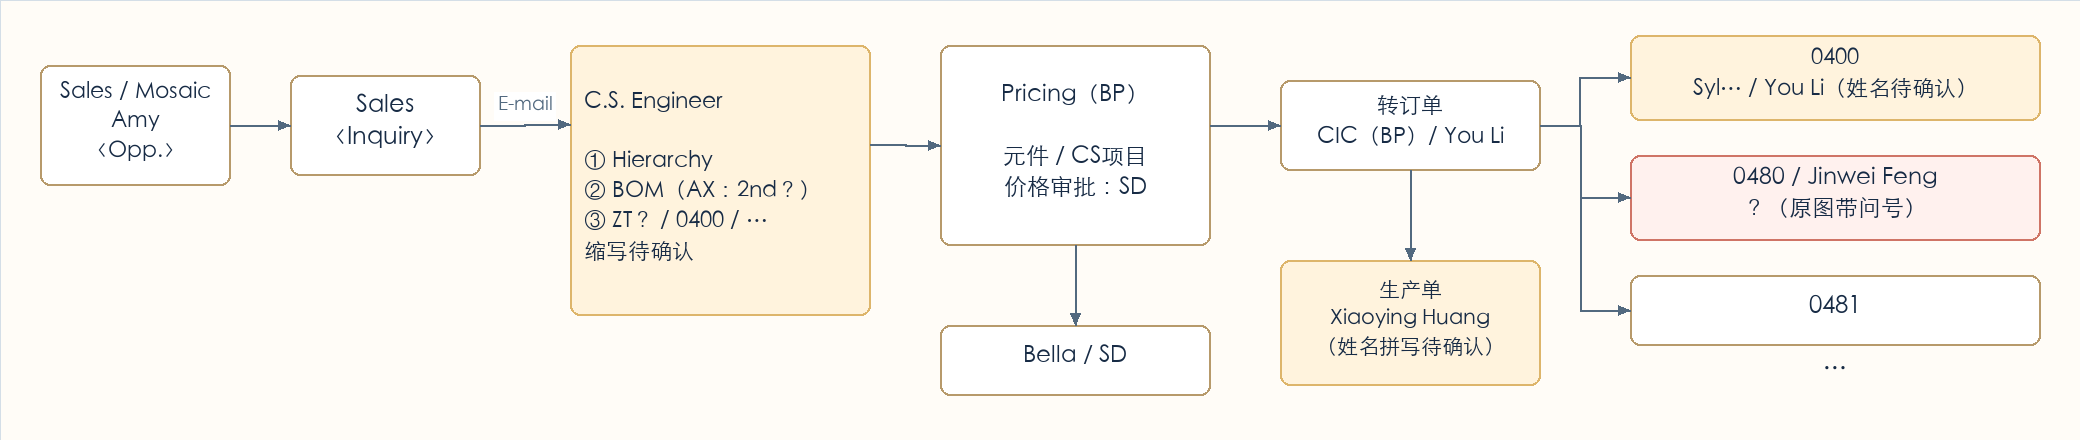 Sales / Mosaic
Amy
〈Opp.〉
Sales
〈Inquiry〉
E-mail
C.S. Engineer
① Hierarchy
② BOM（AX：2nd？）
③ ZT？ / 0400 / …
缩写待确认
Pricing（BP）
元件 / CS项目
价格审批：SD
Bella / SD
转订单
CIC（BP）/ You Li
生产单
Xiaoying Huang
（姓名拼写待确认）
0400
Syl… / You Li（姓名待确认）
0480 / Jinwei Feng
？（原图带问号）
0481
…